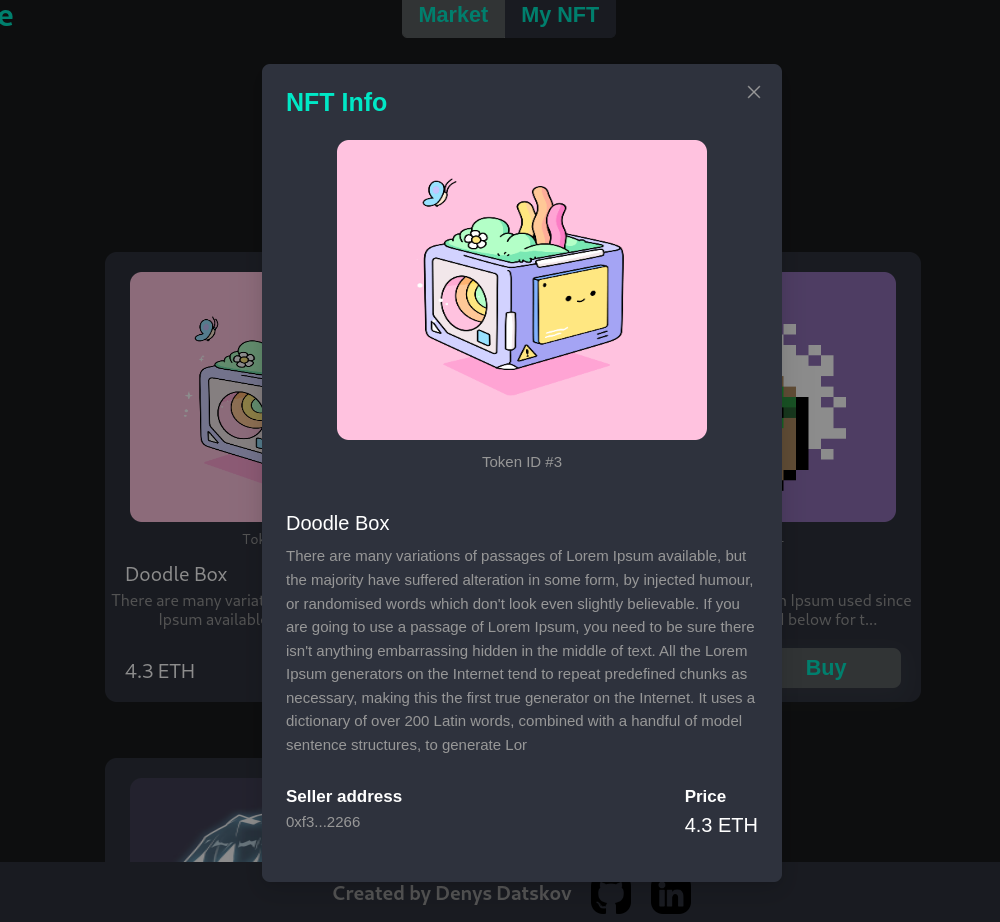 Market
My NFT
NFT Info
Token ID #3
Doodle Box
There are many variations of passages of Lorem Ipsum available, but
the majority have suffered alteration in some form, by injected humour,
or randomised words which don't look even slightly believable. If you
are going to use a passage of Lorem Ipsum, you need to be sure there
isn't anything embarrassing hidden in the middle of text. All the Lorem
Ipsum generators on the Internet tend to repeat predefined chunks as
necessary, making this the first true generator on the Internet. It uses a
dictionary of over 200 Latin words, combined with a handful of model
sentence structures, to generate Lor
Seller address
0xf3...2266
Price
4.3 ETH
Doodle Box
There are many
Ipsum
4.3 ETH
Ipsum used since
below for t...
Buy
Created by Denys Datskov
in